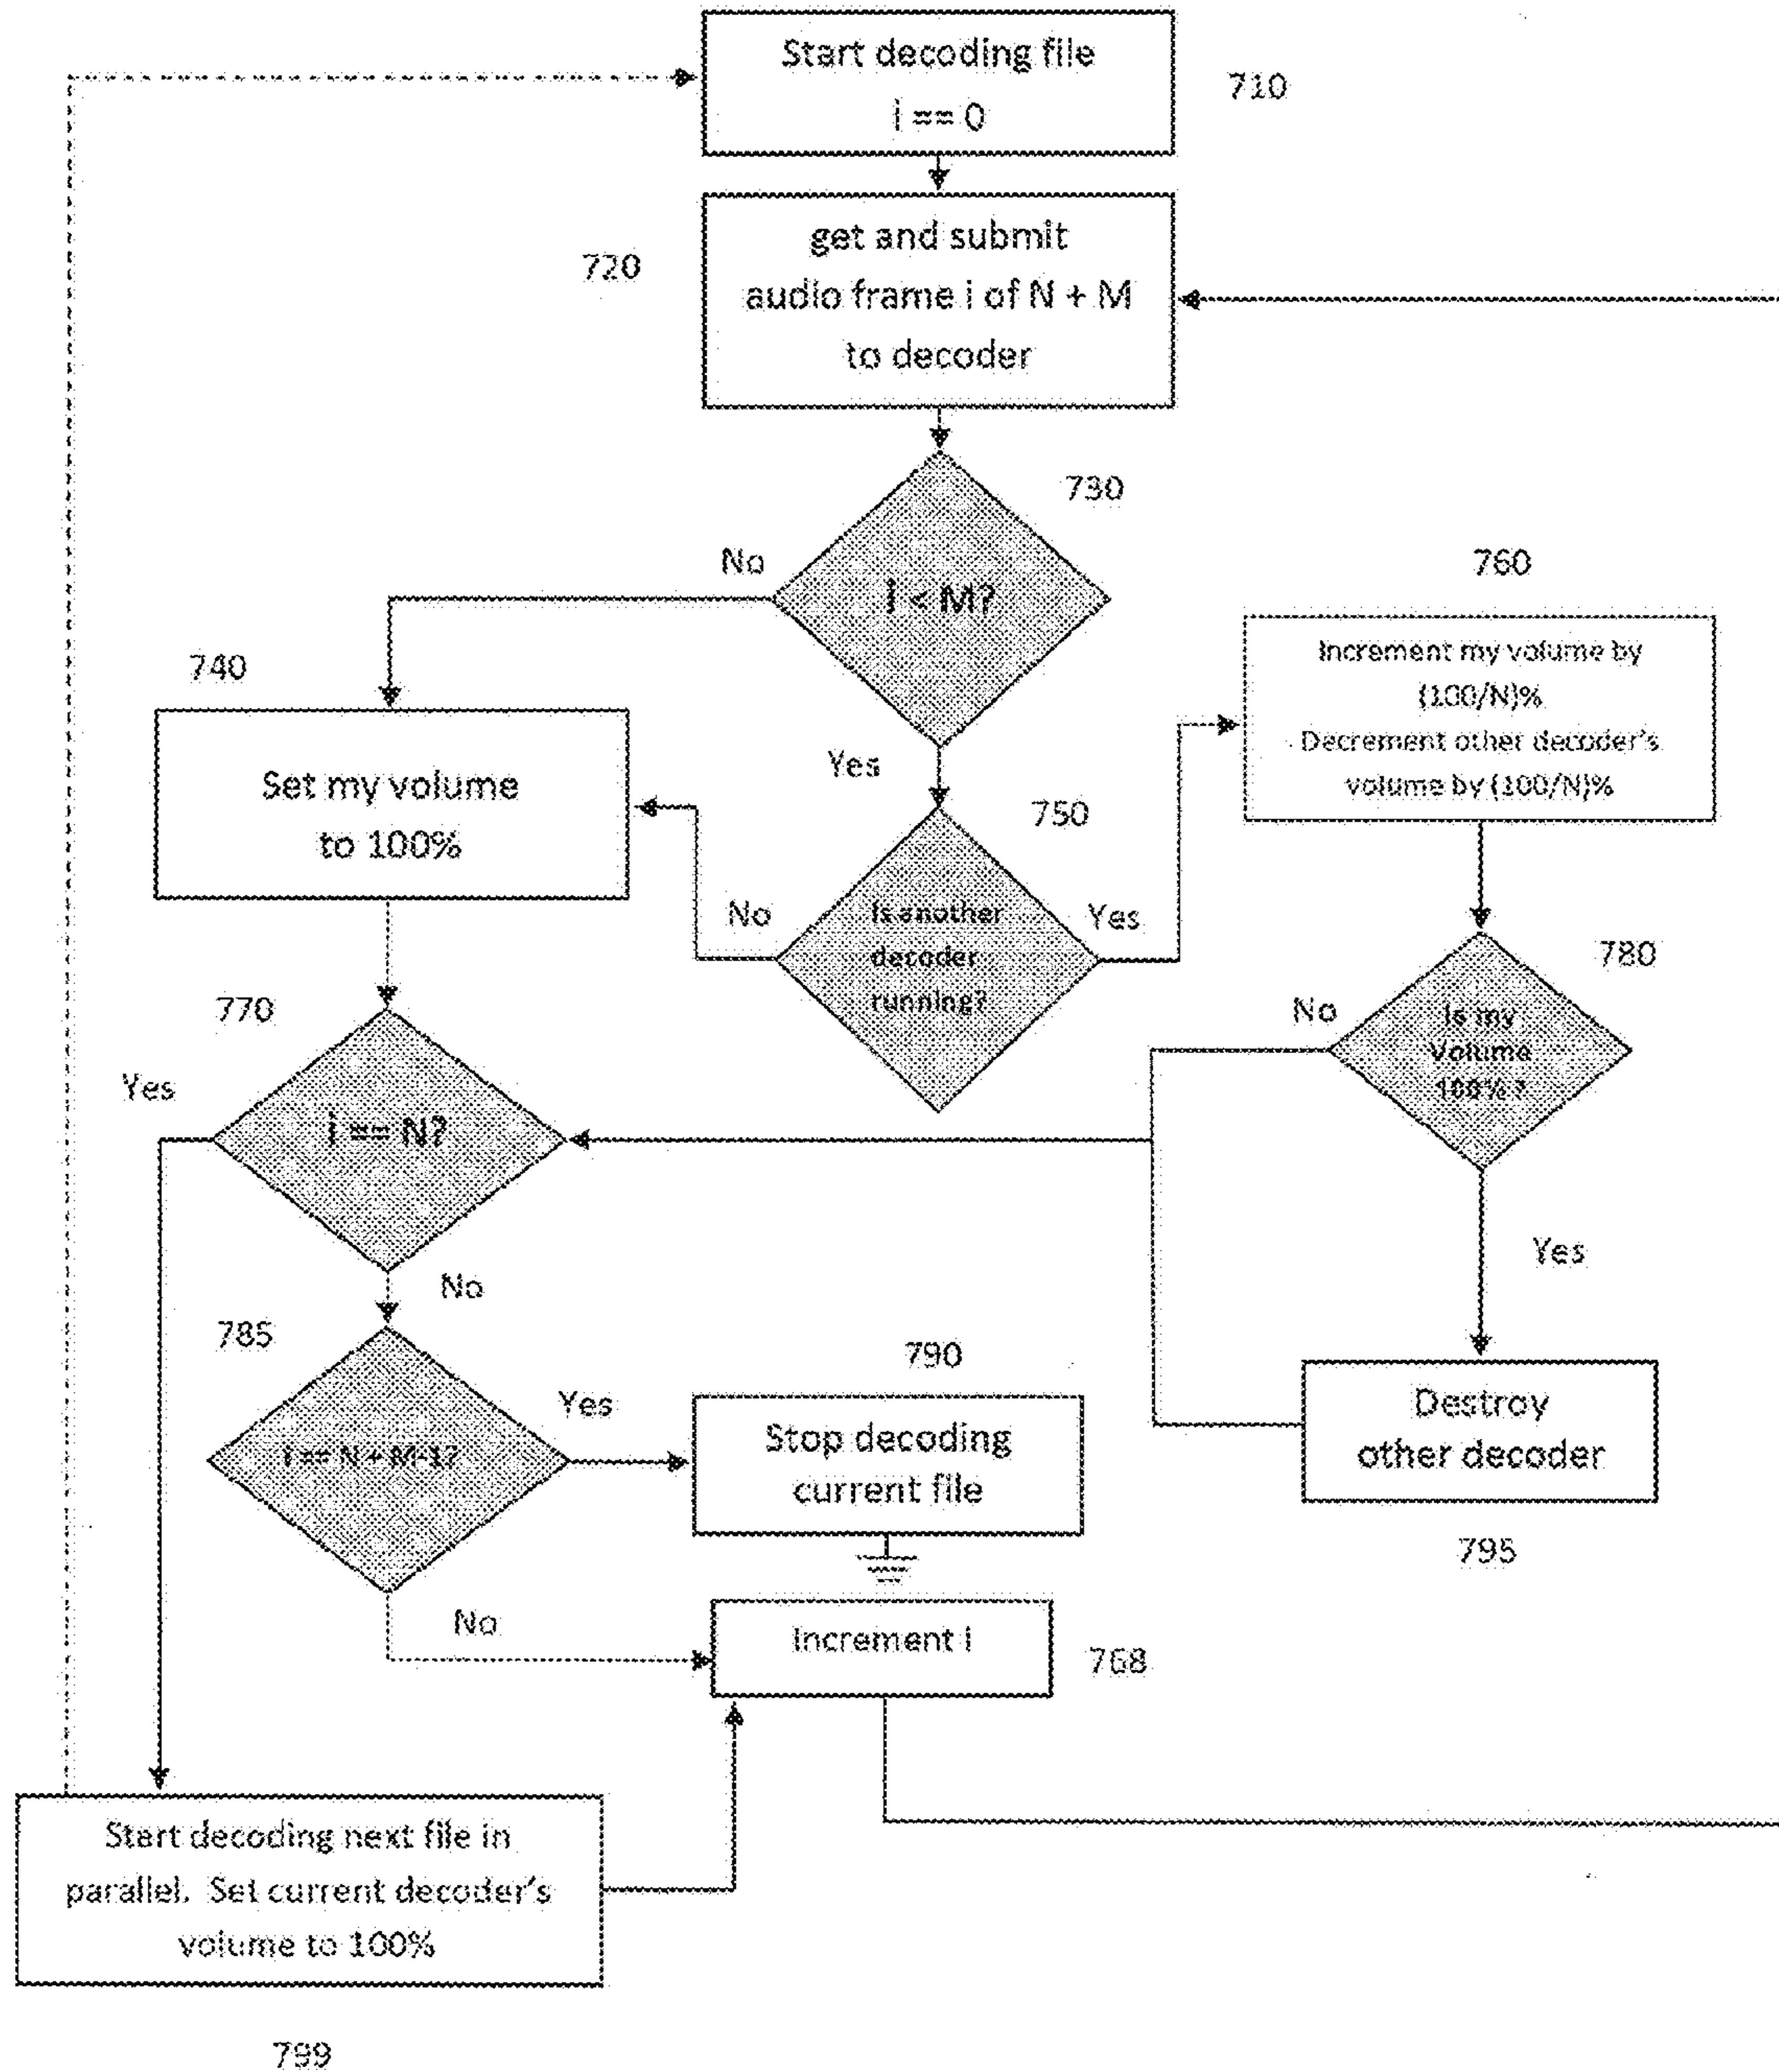 Start decoding file
i == 0
710
get and submit
audio frame i of N + M
to decoder
720
730
i < M?
No
Yes
740
Set my volume
to 100%
750
Is another
decoder
running?
No
Yes
760
Increment my volume by
(100/N)%
Decrement other decoder's
volume by (100/N)%
780
Is my
Volume
100% ?
No
Yes
770
i == N?
Yes
No
785
i == N + M-1?
Yes
No
790
Stop decoding
current file
Destroy
other decoder
795
Increment i
768
Start decoding next file in
parallel. Set current decoder's
volume to 100%
799